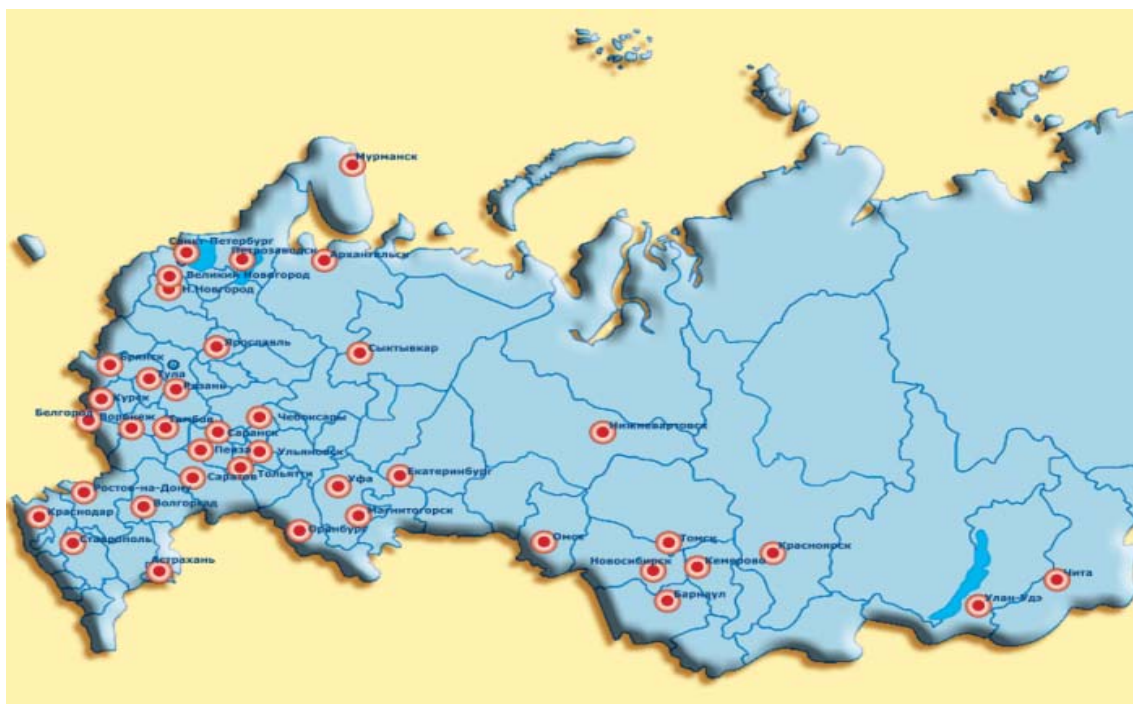 Мурманск
Санкт-Петербург
Петрозаводск
Архангельск
Великий Новогород
Н.Новгород
Ярославль
Сыктывкар
Брянск
Тула
Рязань
Курск
Белгород
Воронеж
Тамбов
Чебоксары
Саранск
Нижневартовск
Пенза
Ульяновск
Тольятти
Екатеринбург
Саратов
Уфа
Ростов-на-Дону
Волгоград
Магнитогорск
Краснодар
Оренбург
Ставрополь
Омск
Томск
Красноярск
Астрахань
Новосибирск
Кемерово
Чита
Барнаул
Улан-Удэ